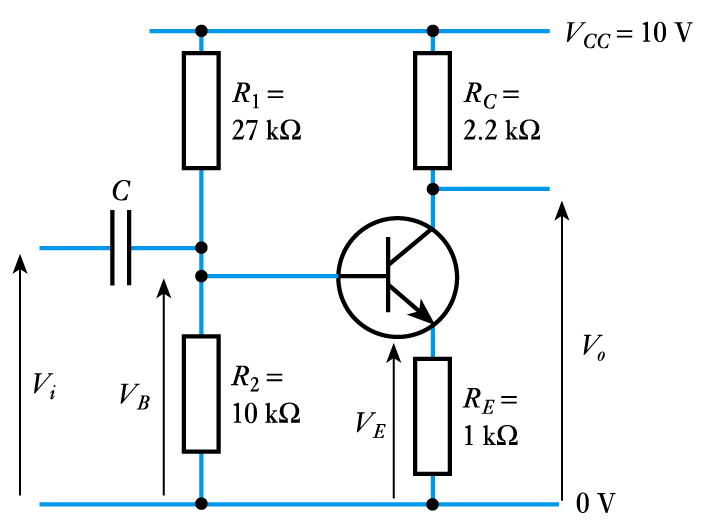 V_CC = 10 V
R_1 =
27 kΩ
R_C =
2.2 kΩ
C
V_i
V_B
R_2 =
10 kΩ
V_E
R_E =
1 kΩ
V_o
0 V